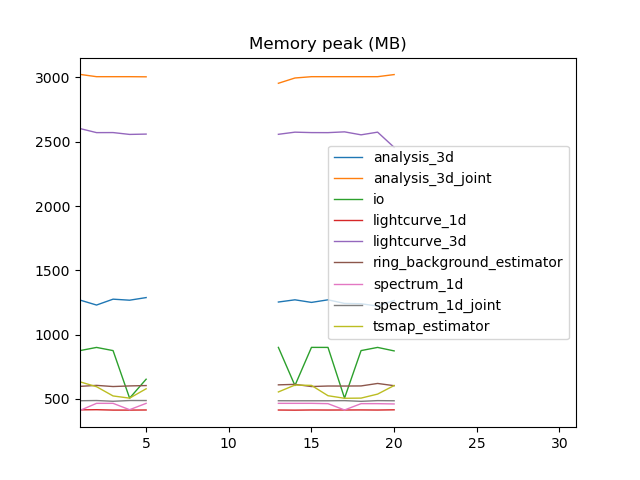 Memory peak (MB)
3000
2500
2000
1500
1000
500
analysis_3d
analysis_3d_joint
io
lightcurve_1d
lightcurve_3d
ring_background_estimator
spectrum_1d
spectrum_1d_joint
tsmap_estimator
5 10 15 20 25 30